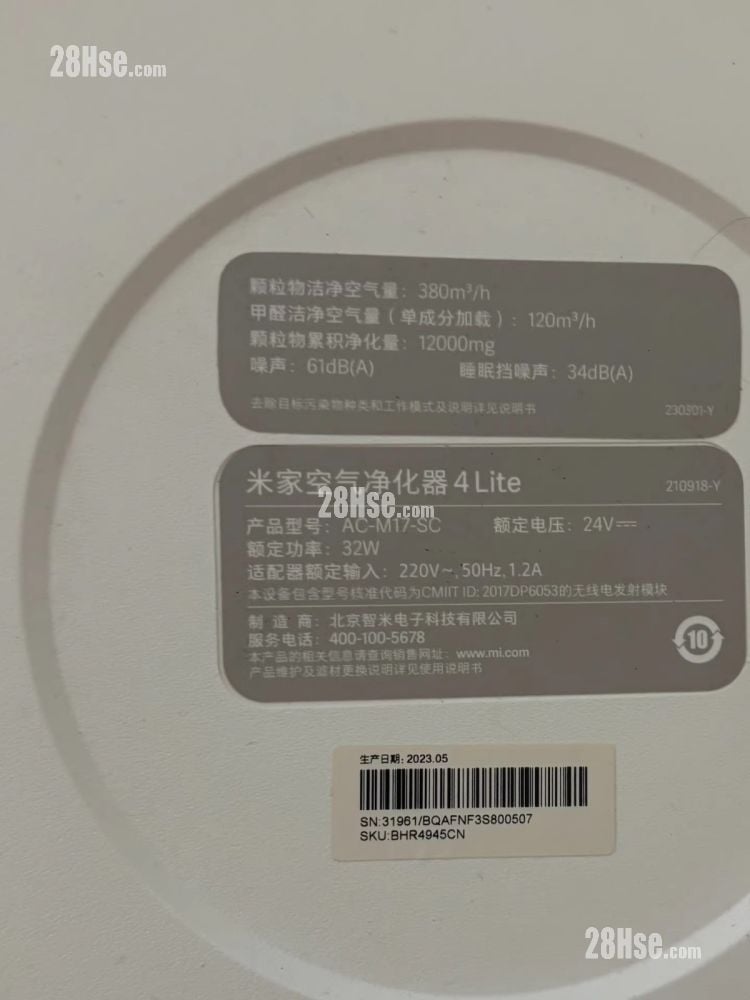 28Hse.com
颗粒物洁净空气量：380m³/h
甲醛洁净空气量（单成分加载）：120m³/h
颗粒物累积净化量：12000mg
噪声：61dB(A) 睡眠挡噪声：34dB(A)
去除目标污染物种类和工作模式及说明详见说明书 230301-Y
米家空气净化器 4 Lite 210918-Y
28Hse.com
产品型号：AC-M17-SC 额定电压：24V⎓
额定功率：32W
适配器额定输入：220V~, 50Hz, 1.2A
本设备包含型号核准代码为CMIIT ID: 2017DP6053的无线电发射模块
制 造 商：北京智米电子科技有限公司
服务电话：400-100-5678
本产品的相关信息请查询销售网址：www.mi.com
产品维护及滤材更换说明详见使用说明书
10
生产日期: 2023.05
SN:31961/BQAFNF3S800507
SKU:BHR4945CN
28Hse.com